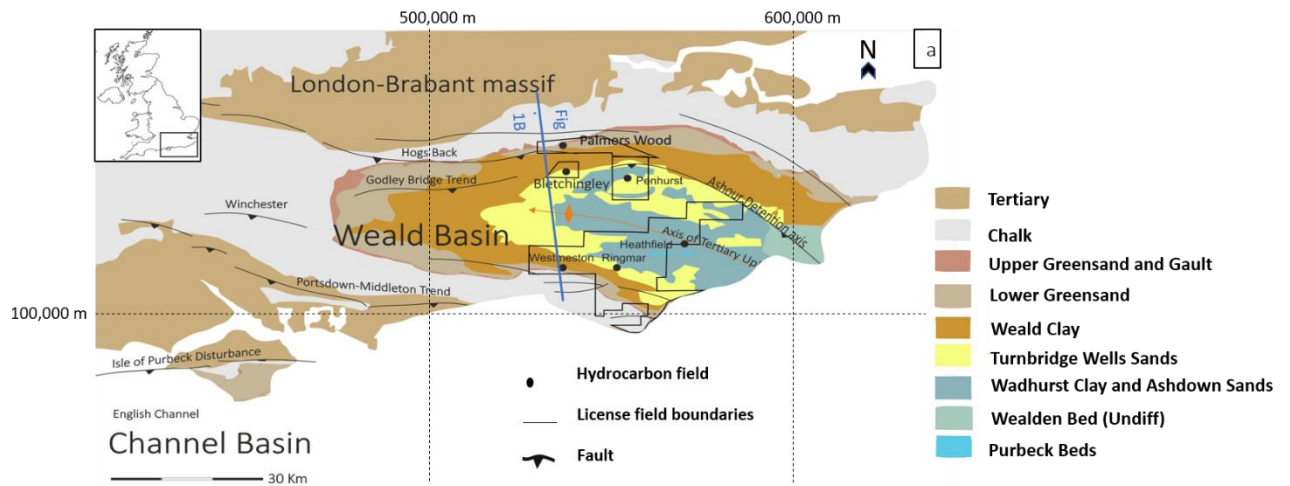 500,000 m
600,000 m
a
N
London-Brabant massif
Fig. 1B
Palmers Wood
Hogs Back
Bletchingley
Penhurst
Godley Bridge Trend
Ashour Detention axis
Winchester
Weald Basin
Axis of Tertiary Up'
Heathfield
Westmeston
Ringmar
Portsdown-Middleton Trend
100,000 m
Isle of Purbeck Disturbance
English Channel
Channel Basin
30 Km
Hydrocarbon field
License field boundaries
Fault
Tertiary
Chalk
Upper Greensand and Gault
Lower Greensand
Weald Clay
Turnbridge Wells Sands
Wadhurst Clay and Ashdown Sands
Wealden Bed (Undiff)
Purbeck Beds